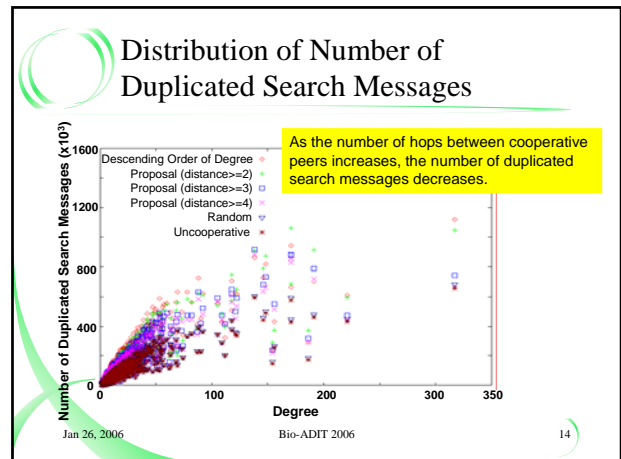 Distribution of Number of
Duplicated Search Messages
As the number of hops between cooperative
peers increases, the number of duplicated
search messages decreases.
Number of Duplicated Search Messages (x10³)
1600
1200
800
400
0
Descending Order of Degree
Proposal (distance>=2)
Proposal (distance>=3)
Proposal (distance>=4)
Random
Uncooperative
0 100 200 300 350
Degree
Jan 26, 2006 Bio-ADIT 2006 14